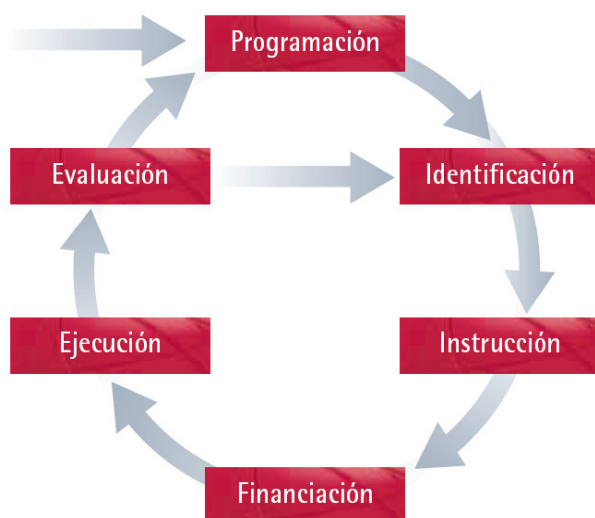 Programación
Evaluación
Identificación
Ejecución
Instrucción
Financiación